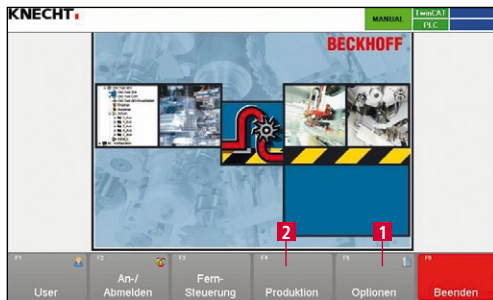 KNECHT
MANUAL
TwinCAT
PLC
BECKHOFF
2
1
F1
F2
F3
F4
F5
F6
User
An-/
Abmelden
Fern-
Steuerung
Produktion
Optionen
Beenden